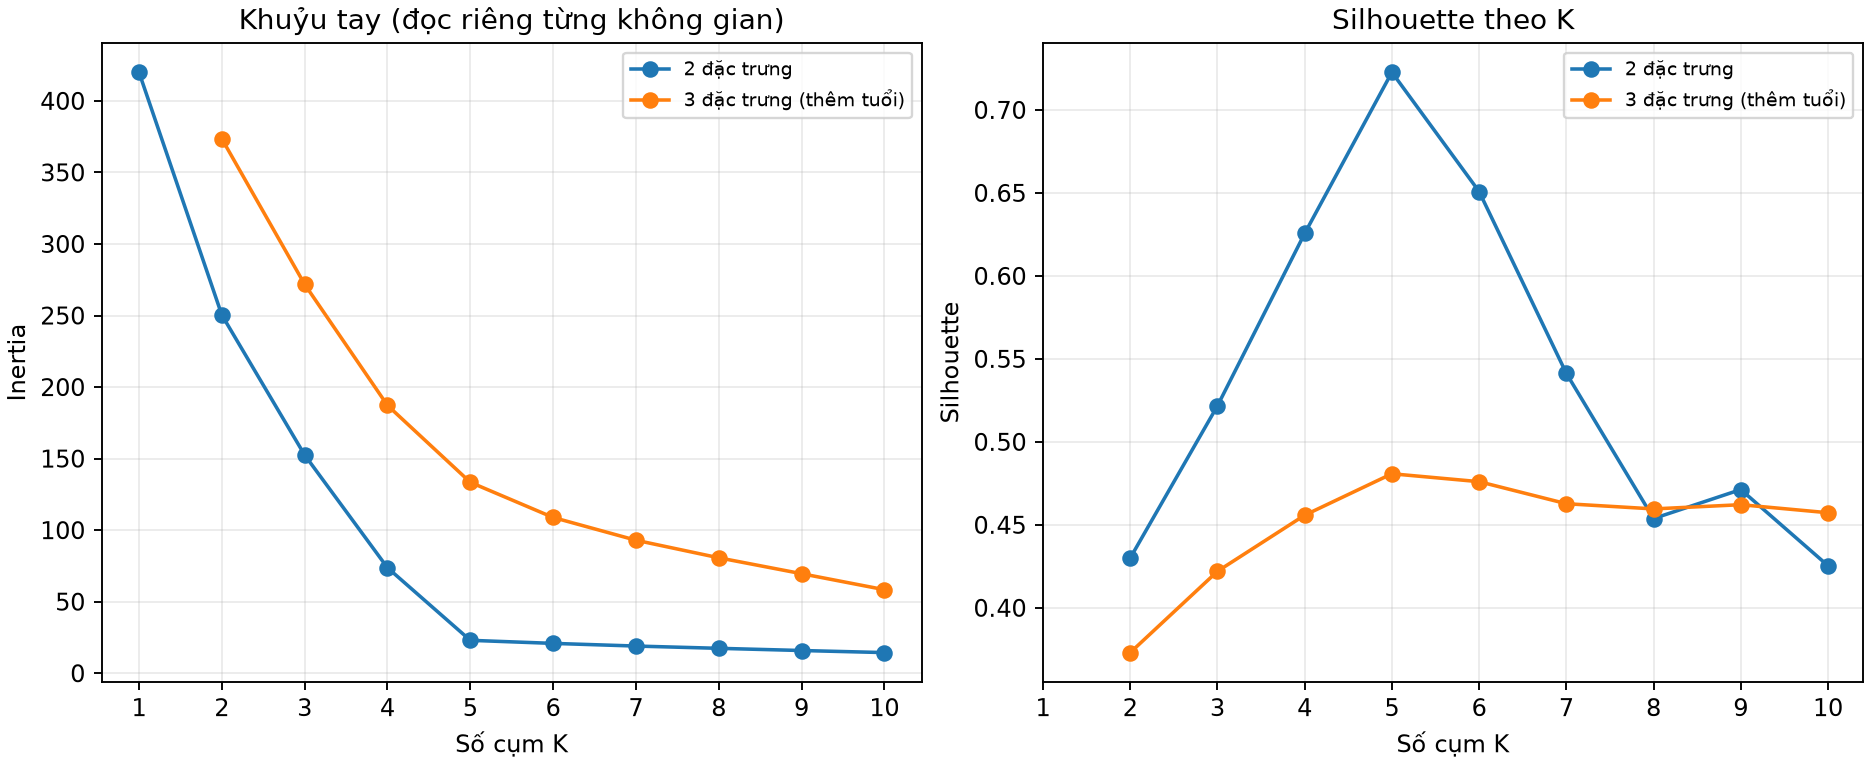 Khuỷu tay (đọc riêng từng không gian)
2 đặc trưng
3 đặc trưng (thêm tuổi)
400
350
300
250
200
150
100
50
0
Inertia
1 2 3 4 5 6 7 8 9 10
Số cụm K
Silhouette theo K
2 đặc trưng
3 đặc trưng (thêm tuổi)
0.70
0.65
0.60
0.55
0.50
0.45
0.40
Silhouette
1 2 3 4 5 6 7 8 9 10
Số cụm K